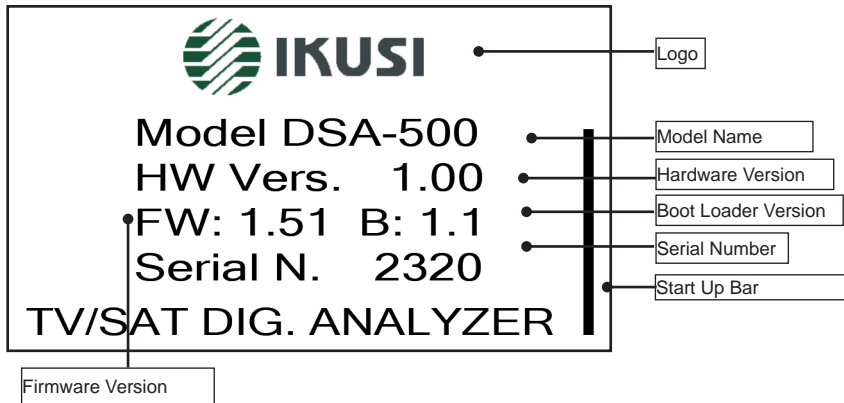 IKUSI
Logo
Model DSA-500
Model Name
HW Vers. 1.00
Hardware Version
FW: 1.51 B: 1.1
Boot Loader Version
Serial N. 2320
Serial Number
Start Up Bar
TV/SAT DIG. ANALYZER
Firmware Version